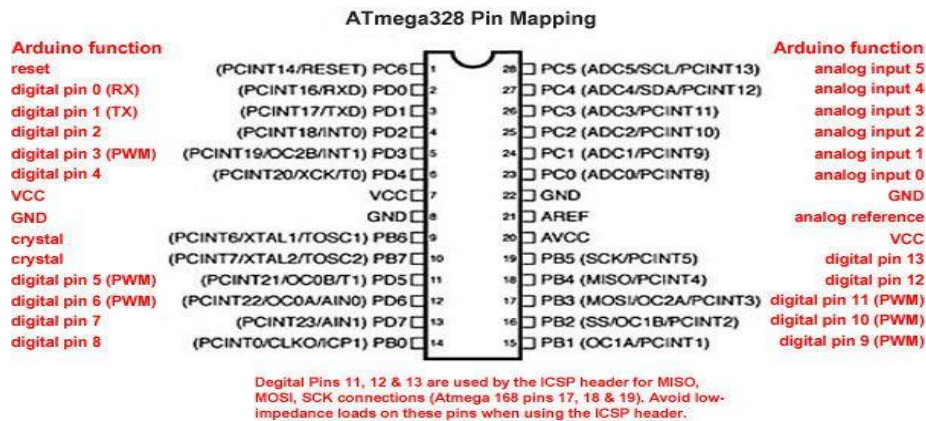 ATmega328 Pin Mapping
Arduino function Arduino function
reset (PCINT14/RESET) PC6 1 28 PC5 (ADC5/SCL/PCINT13) analog input 5
digital pin 0 (RX) (PCINT16/RXD) PD0 2 27 PC4 (ADC4/SDA/PCINT12) analog input 4
digital pin 1 (TX) (PCINT17/TXD) PD1 3 26 PC3 (ADC3/PCINT11) analog input 3
digital pin 2 (PCINT18/INT0) PD2 4 25 PC2 (ADC2/PCINT10) analog input 2
digital pin 3 (PWM) (PCINT19/OC2B/INT1) PD3 5 24 PC1 (ADC1/PCINT9) analog input 1
digital pin 4 (PCINT20/XCK/T0) PD4 6 23 PC0 (ADC0/PCINT8) analog input 0
VCC VCC 7 22 GND GND
GND GND 8 21 AREF analog reference
crystal (PCINT6/XTAL1/TOSC1) PB6 9 20 AVCC VCC
crystal (PCINT7/XTAL2/TOSC2) PB7 10 19 PB5 (SCK/PCINT5) digital pin 13
digital pin 5 (PWM) (PCINT21/OC0B/T1) PD5 11 18 PB4 (MISO/PCINT4) digital pin 12
digital pin 6 (PWM) (PCINT22/OC0A/AIN0) PD6 12 17 PB3 (MOSI/OC2A/PCINT3) digital pin 11 (PWM)
digital pin 7 (PCINT23/AIN1) PD7 13 16 PB2 (SS/OC1B/PCINT2) digital pin 10 (PWM)
digital pin 8 (PCINT0/CLKO/ICP1) PB0 14 15 PB1 (OC1A/PCINT1) digital pin 9 (PWM)
Degital Pins 11, 12 & 13 are used by the ICSP header for MISO,
MOSI, SCK connections (Atmega 168 pins 17, 18 & 19). Avoid low-
impedance loads on these pins when using the ICSP header.